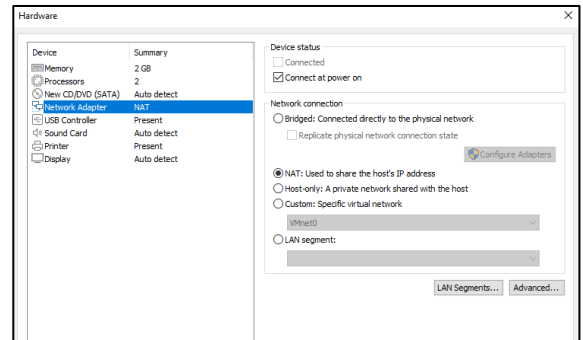 Hardware
Device Summary
Memory 2 GB
Processors 2
New CD/DVD (SATA) Auto detect
Network Adapter NAT
USB Controller Present
Sound Card Auto detect
Printer Present
Display Auto detect
Device status
Connected
Connect at power on
Network connection
Bridged: Connected directly to the physical network
Replicate physical network connection state
Configure Adapters
NAT: Used to share the host's IP address
Host-only: A private network shared with the host
Custom: Specific virtual network
VMnet0
LAN segment:
LAN Segments... Advanced...